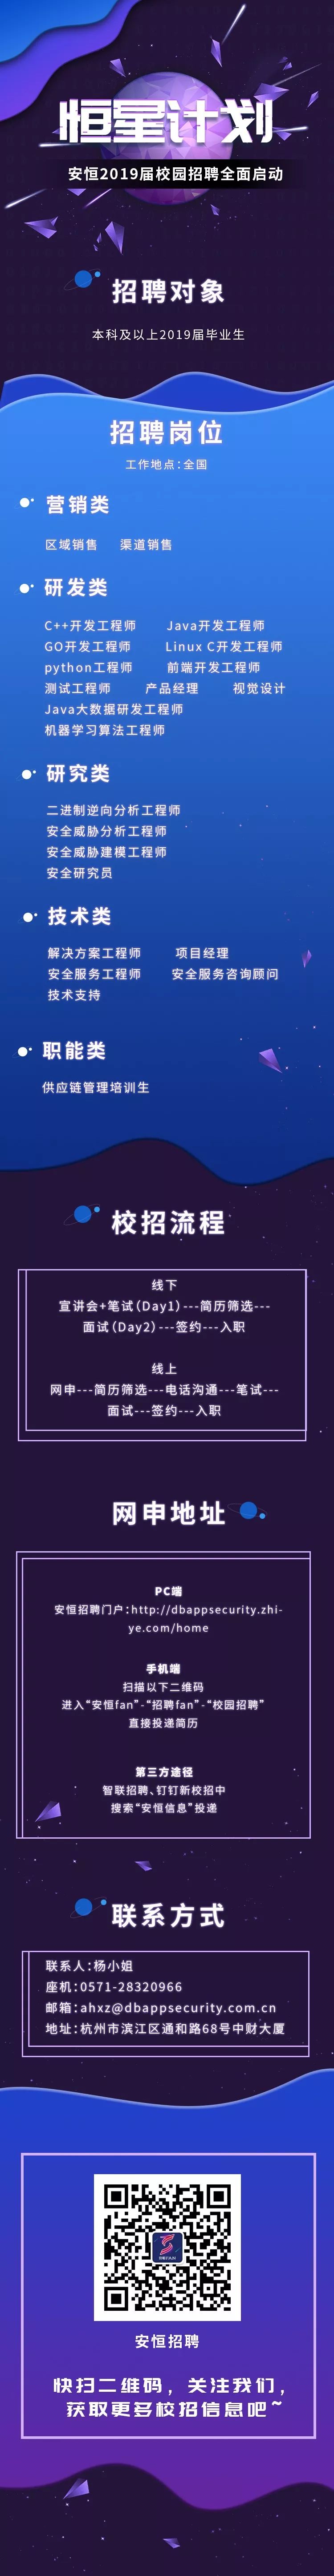 恒星计划
安恒2019届校园招聘全面启动
招聘对象
本科及以上2019届毕业生
招聘岗位
工作地点:全国
营销类
区域销售 渠道销售
研发类
C++开发工程师 Java开发工程师
GO开发工程师 Linux C开发工程师
python工程师 前端开发工程师
测试工程师 产品经理 视觉设计
Java大数据研发工程师
机器学习算法工程师
研究类
二进制逆向分析工程师
安全威胁分析工程师
安全威胁建模工程师
安全研究员
技术类
解决方案工程师 项目经理
安全服务工程师 安全服务咨询顾问
技术支持
职能类
供应链管理培训生
校招流程
线下
宣讲会+笔试(Day1)---简历筛选---
面试(Day2)---签约---入职
线上
网申---简历筛选---电话沟通---笔试---
面试---签约---入职
网申地址
PC端
安恒招聘门户:http://dbappsecurity.zhi-
ye.com/home
手机端
扫描以下二维码
进入“安恒fan”-“招聘fan”-“校园招聘”
直接投递简历
第三方途径
智联招聘、钉钉新校招中
搜索“安恒信息”投递
联系方式
联系人:杨小姐
座机:0571-28320966
邮箱:ahxz@dbappsecurity.com.cn
地址:杭州市滨江区通和路68号中财大厦
安恒招聘
快扫二维码，关注我们，
获取更多校招信息吧~